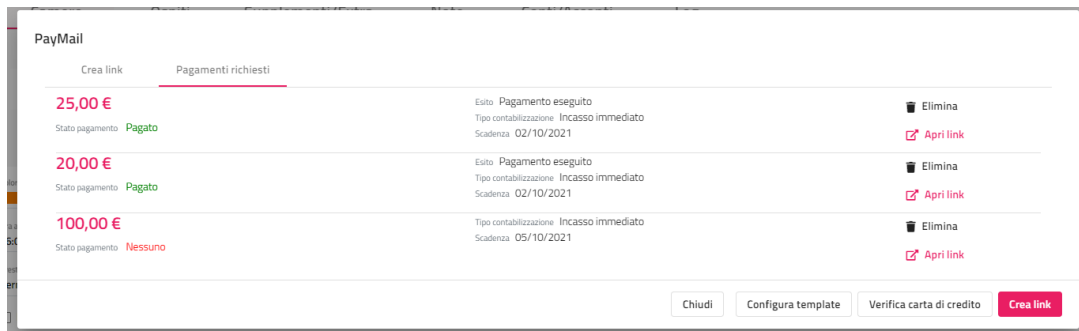 PayMail
Crea link Pagamenti richiesti
25,00 €
Stato pagamento Pagato
Esito Pagamento eseguito
Tipo contabilizzazione Incasso immediato
Scadenza 02/10/2021
Elimina
Apri link
20,00 €
Stato pagamento Pagato
Esito Pagamento eseguito
Tipo contabilizzazione Incasso immediato
Scadenza 02/10/2021
Elimina
Apri link
100,00 €
Stato pagamento Nessuno
Tipo contabilizzazione Incasso immediato
Scadenza 05/10/2021
Elimina
Apri link
Chiudi Configura template Verifica carta di credito Crea link